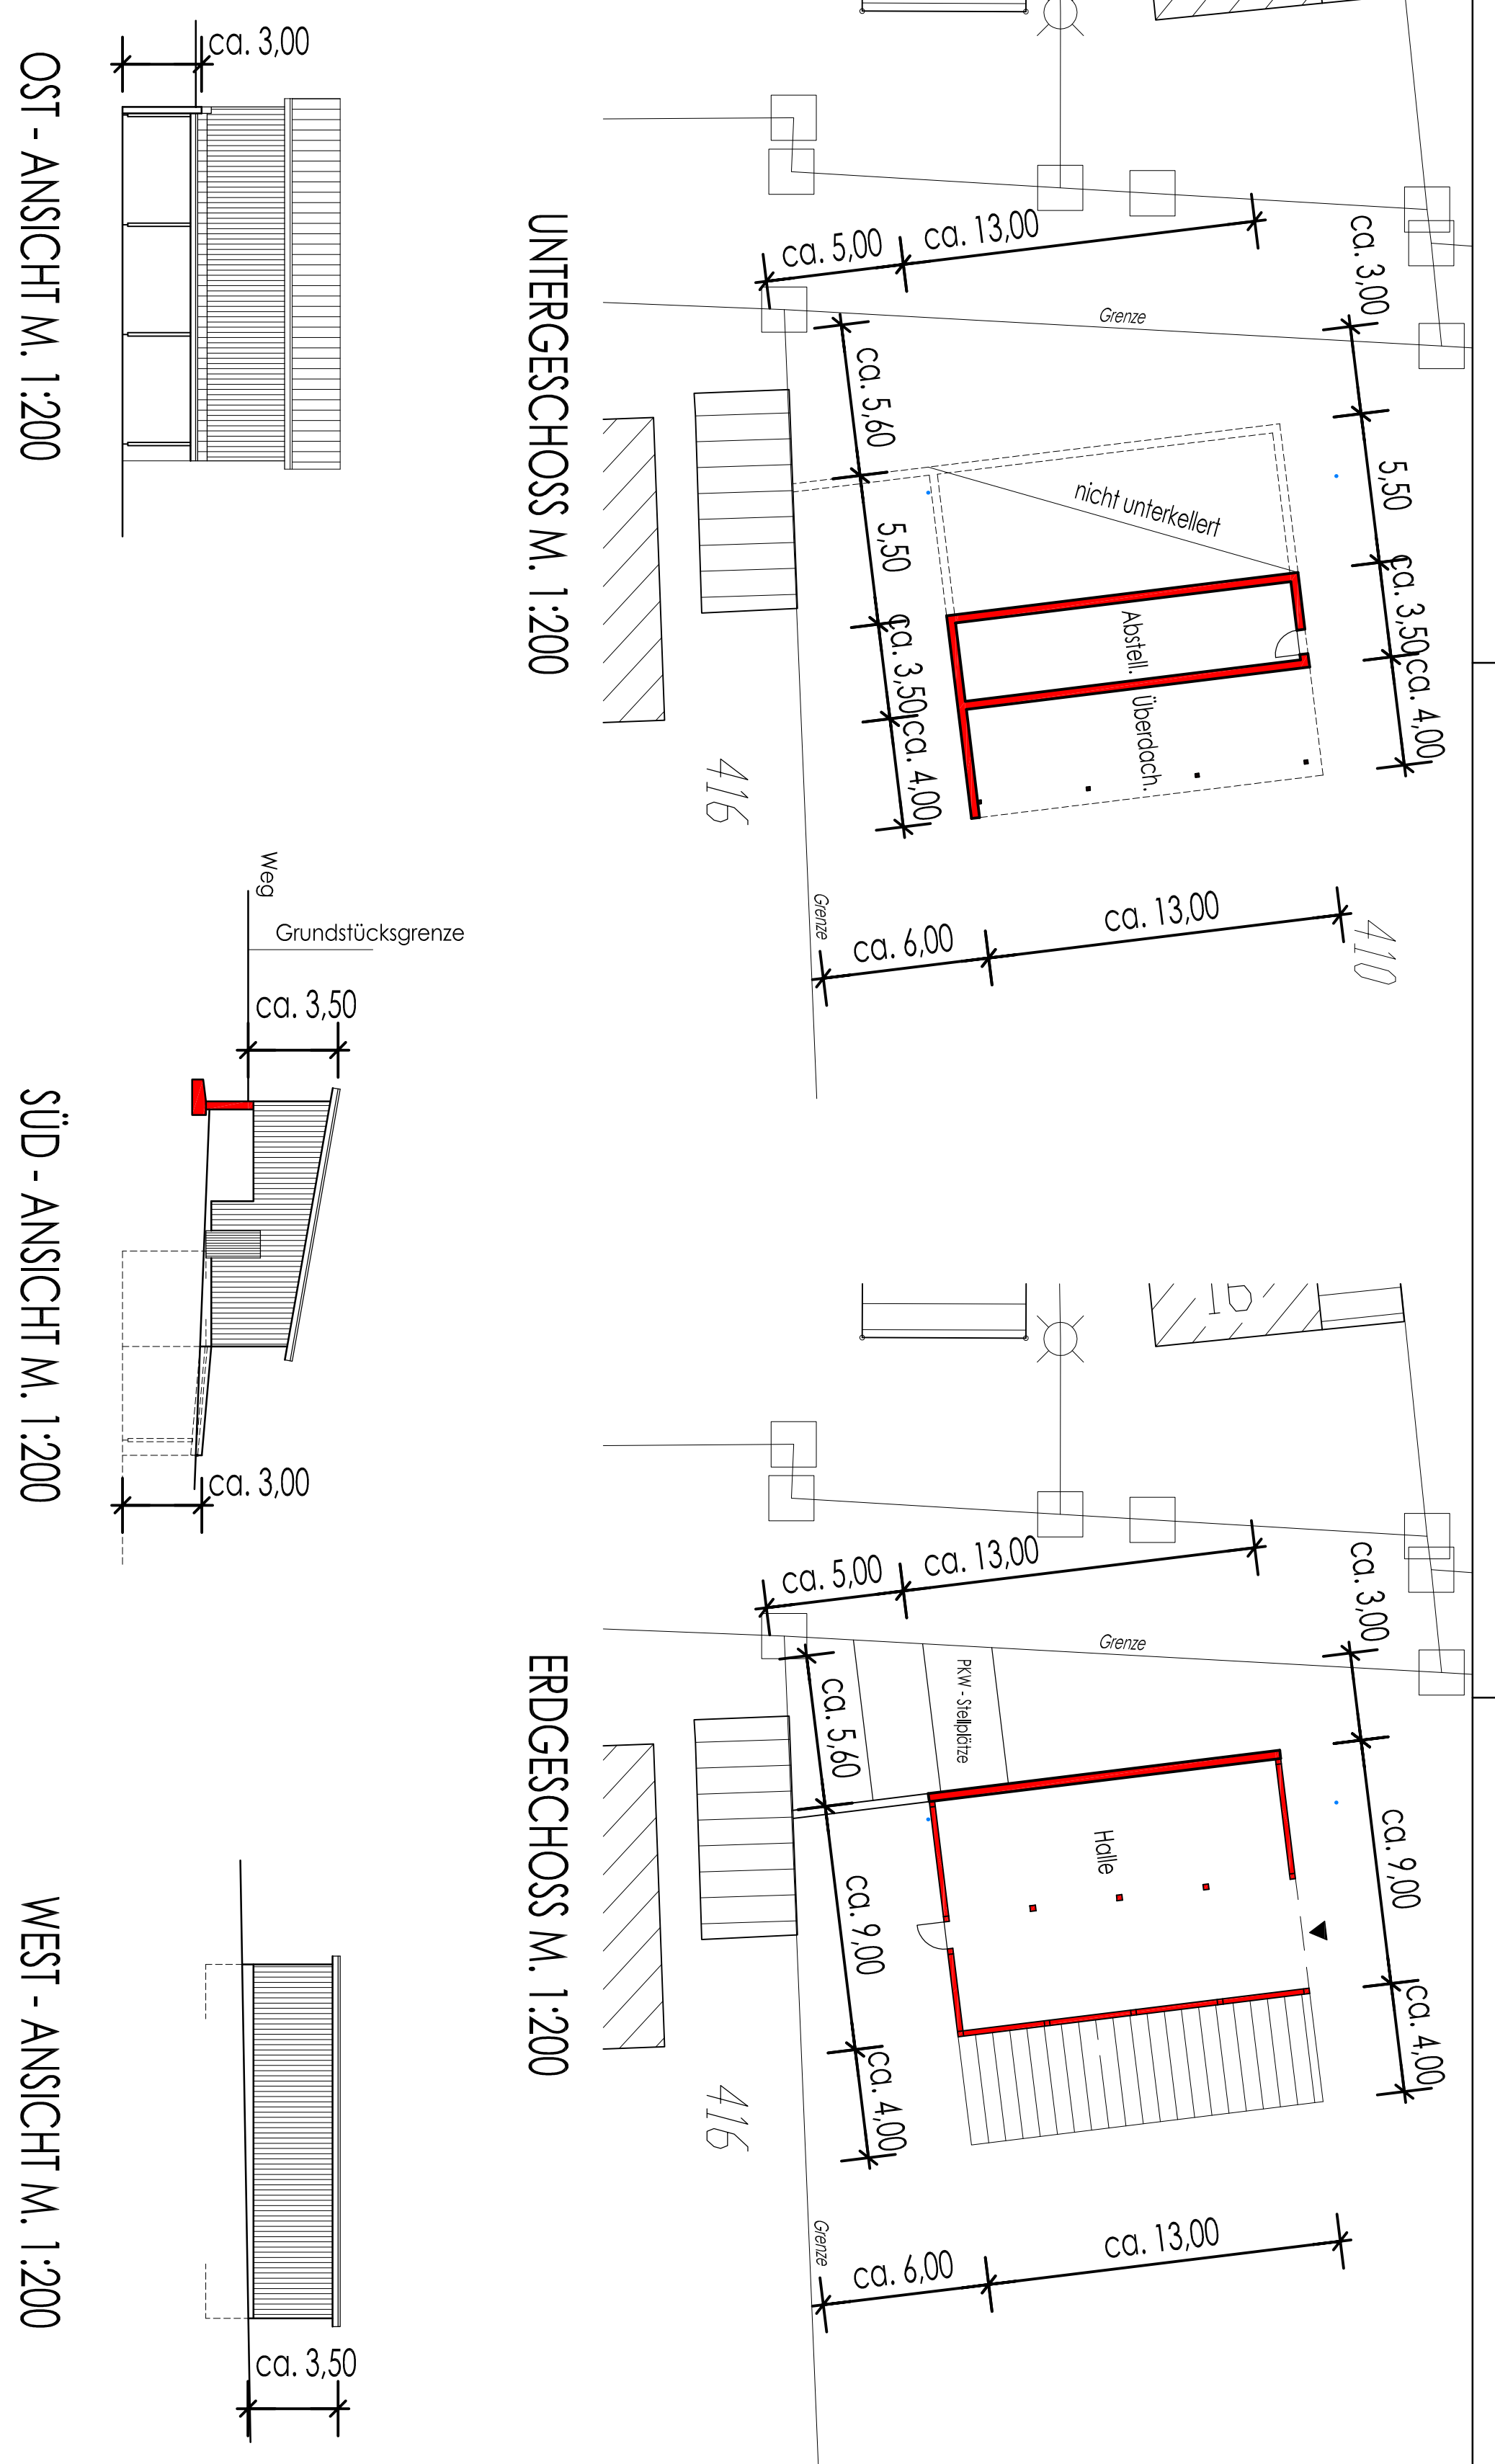 UNTERGESCHOSS M. 1:200
ca. 3,00
5,50
ca. 3,50
ca. 4,00
ca. 5,00
ca. 13,00
Grenze
nicht unterkellert
Abstell.
Überdach.
ca. 5,60
5,50
ca. 3,50
ca. 4,00
416
410
Grenze
ca. 6,00
ca. 13,00
ERDGESCHOSS M. 1:200
ca. 3,00
ca. 9,00
ca. 4,00
ca. 5,00
ca. 13,00
Grenze
PKW - Stellplätze
Halle
ca. 5,60
ca. 9,00
ca. 4,00
416
Grenze
ca. 6,00
ca. 13,00
OST - ANSICHT M. 1:200
ca. 3,00
SÜD - ANSICHT M. 1:200
Weg
Grundstücksgrenze
ca. 3,50
ca. 3,00
WEST - ANSICHT M. 1:200
ca. 3,50